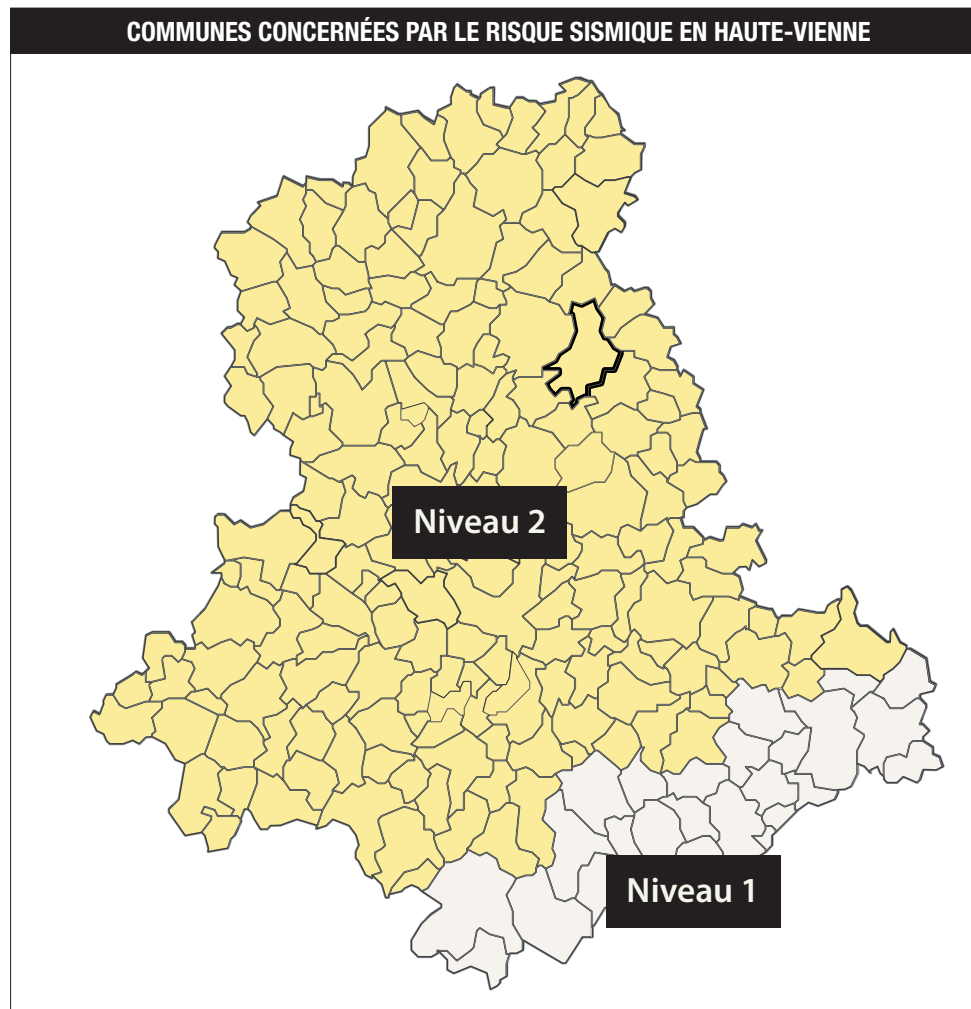 COMMUNES CONCERNÉES PAR LE RISQUE SISMIQUE EN HAUTE-VIENNE
Niveau 2
Niveau 1